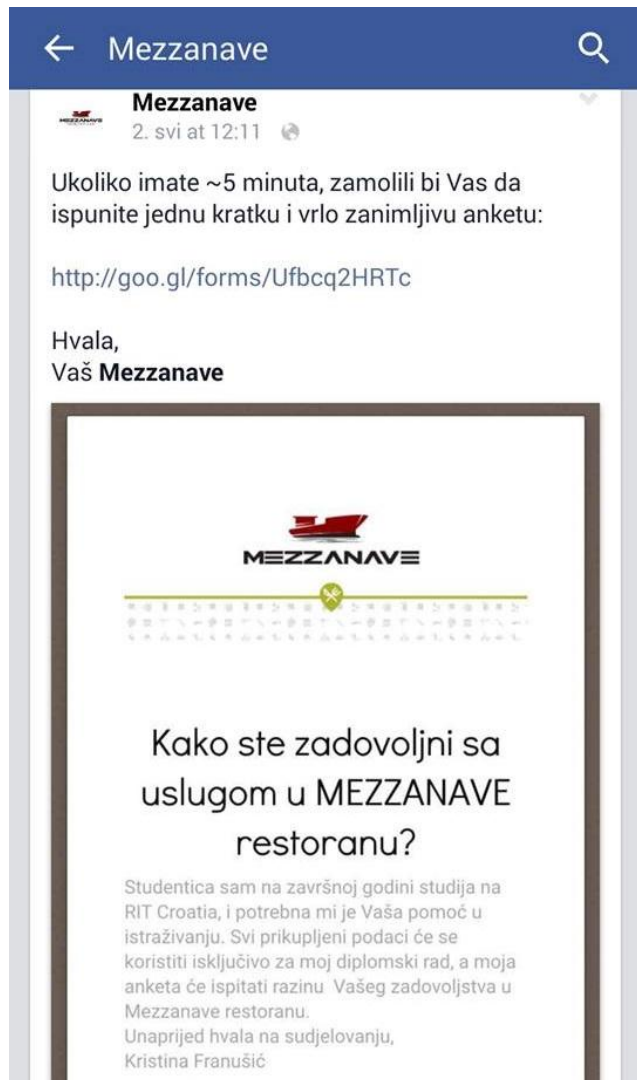 Mezzanave
MEZZANAVE
Mezzanave
2. svi at 12:11
Ukoliko imate ~5 minuta, zamolili bi Vas da
ispunite jednu kratku i vrlo zanimljivu anketu:
http://goo.gl/forms/Ufbcq2HRTc
Hvala,
Vaš Mezzanave
MEZZANAVE
Kako ste zadovoljni sa
uslugom u MEZZANAVE
restoranu?
Studentica sam na završnoj godini studija na
RIT Croatia, i potrebna mi je Vaša pomoć u
istraživanju. Svi prikupljeni podaci će se
koristiti isključivo za moj diplomski rad, a moja
anketa će ispitati razinu Vašeg zadovoljstva u
Mezzanave restoranu.
Unaprijed hvala na sudjelovanju,
Kristina Franušić